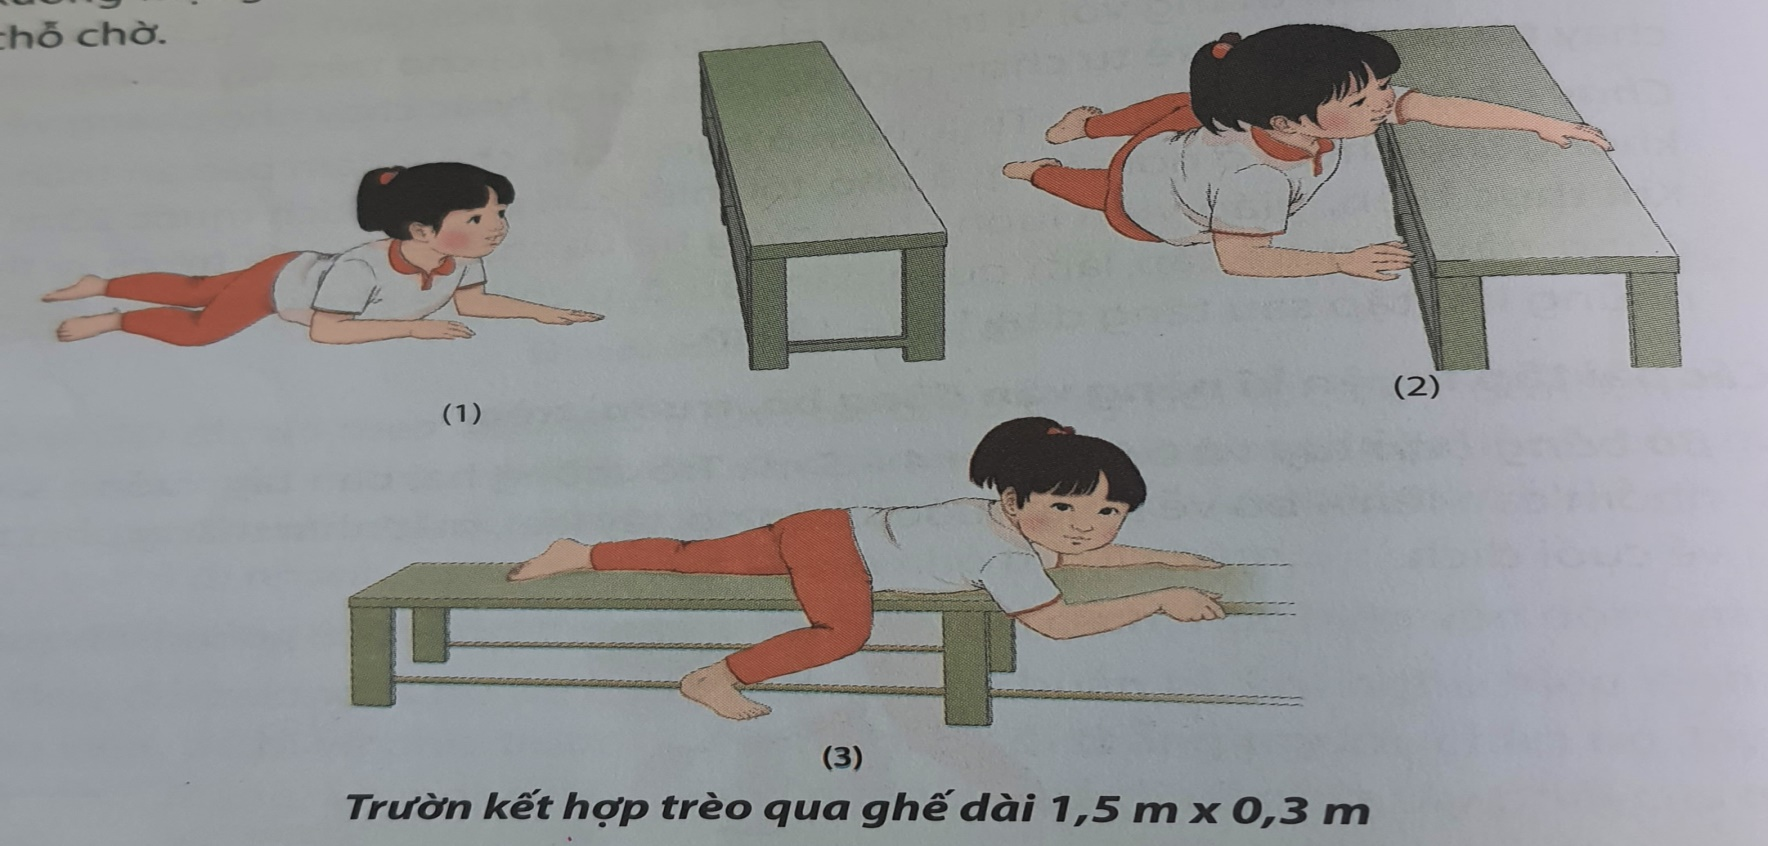 chỗ chờ.
(1)
(2)
(3)
Trườn kết hợp trèo qua ghế dài 1,5 m x 0,3 m